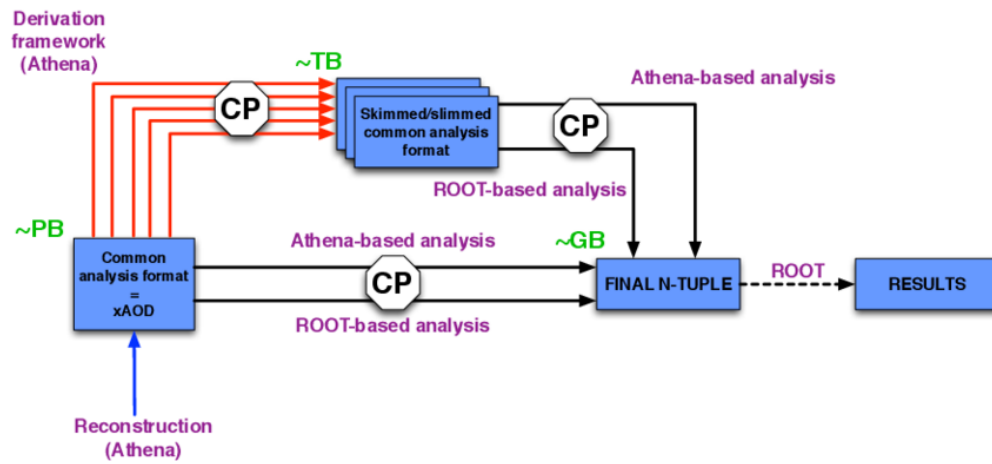 Derivation
framework
(Athena)
~TB
CP
Skimmed/slimmed
common analysis
format
CP
Athena-based analysis
ROOT-based analysis
~PB
Common
analysis format
=
xAOD
Athena-based analysis
CP
ROOT-based analysis
~GB
FINAL N-TUPLE
ROOT
RESULTS
Reconstruction
(Athena)